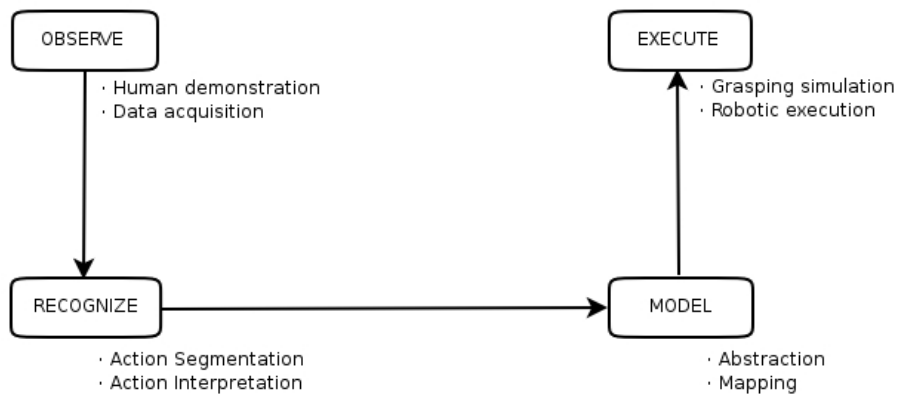 OBSERVE
· Human demonstration
· Data acquisition
EXECUTE
· Grasping simulation
· Robotic execution
RECOGNIZE
· Action Segmentation
· Action Interpretation
MODEL
· Abstraction
· Mapping